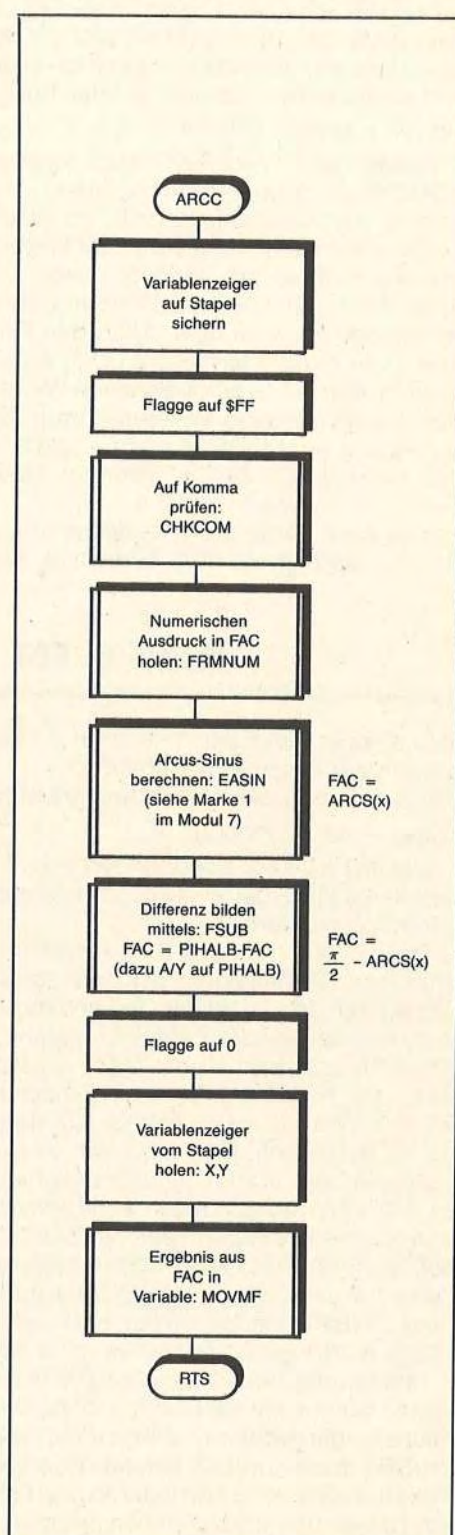 ARCC
Variablenzeiger
auf Stapel
sichern
Flagge auf $FF
Auf Komma
prüfen:
CHKCOM
Numerischen
Ausdruck in FAC
holen: FRMNUM
Arcus-Sinus
berechnen: EASIN
(siehe Marke 1
im Modul 7)
FAC =
ARCS(x)
Differenz bilden
mittels: FSUB
FAC = PIHALB-FAC
(dazu A/Y auf PIHALB)
FAC =
π/2 - ARCS(x)
Flagge auf 0
Variablenzeiger
vom Stapel
holen: X,Y
Ergebnis aus
FAC in
Variable: MOVMF
RTS